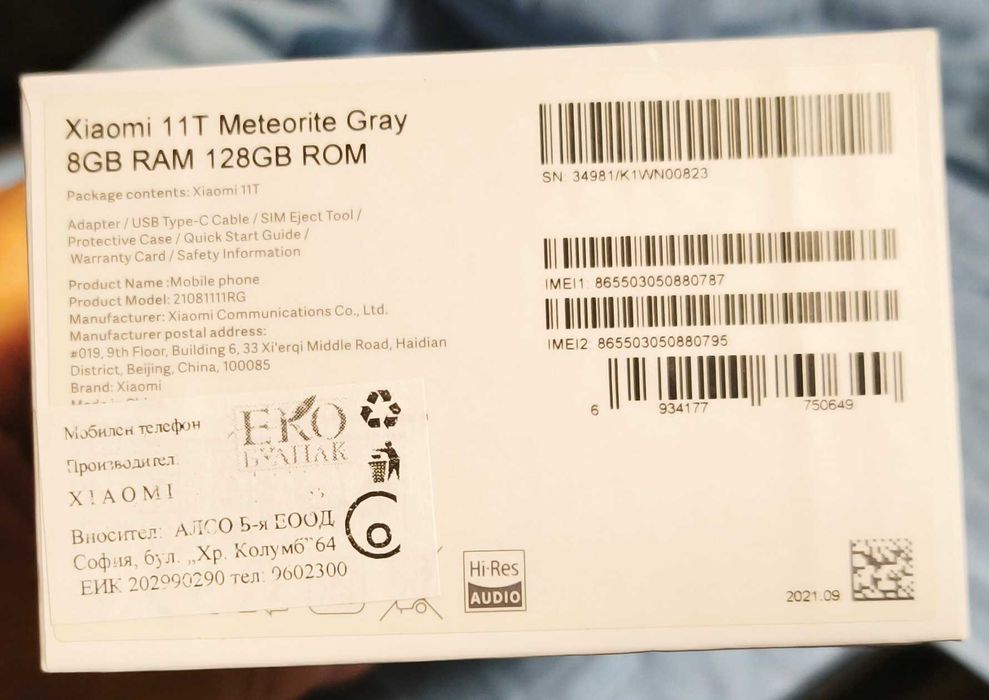 Xiaomi 11T Meteorite Gray
8GB RAM 128GB ROM
Package contents: Xiaomi 11T
Adapter / USB Type-C Cable / SIM Eject Tool /
Protective Case / Quick Start Guide /
Warranty Card / Safety Information
Product Name :Mobile phone
Product Model: 21081111RG
Manufacturer: Xiaomi Communications Co., Ltd.
Manufacturer postal address:
#019, 9th Floor, Building 6, 33 Xi'erqi Middle Road, Haidian
District, Beijing, China, 100085
Brand: Xiaomi
Мобилен телефон
Производител
XIAOMI
Вносител: АЛСО Б-я ЕООД
София, бул. „Хр. Колумб“64
ЕИК 202990290 тел: 9602300
ЕКО
БУЛПАК
Hi-Res
AUDIO
SN: 34981/K1WN00823
IMEI1: 865503050880787
IMEI2: 865503050880795
6 934177 750649
2021.09